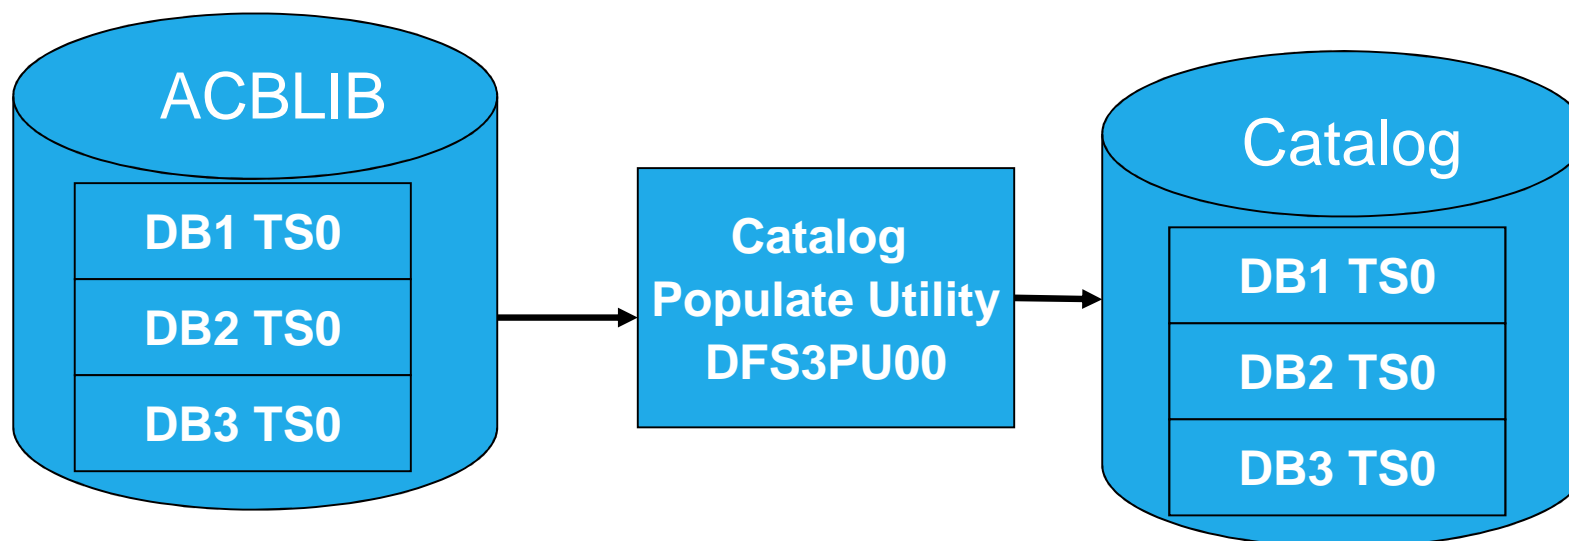 ACBLIB
DB1 TS0
DB2 TS0
DB3 TS0
Catalog
Populate Utility
DFS3PU00
Catalog
DB1 TS0
DB2 TS0
DB3 TS0